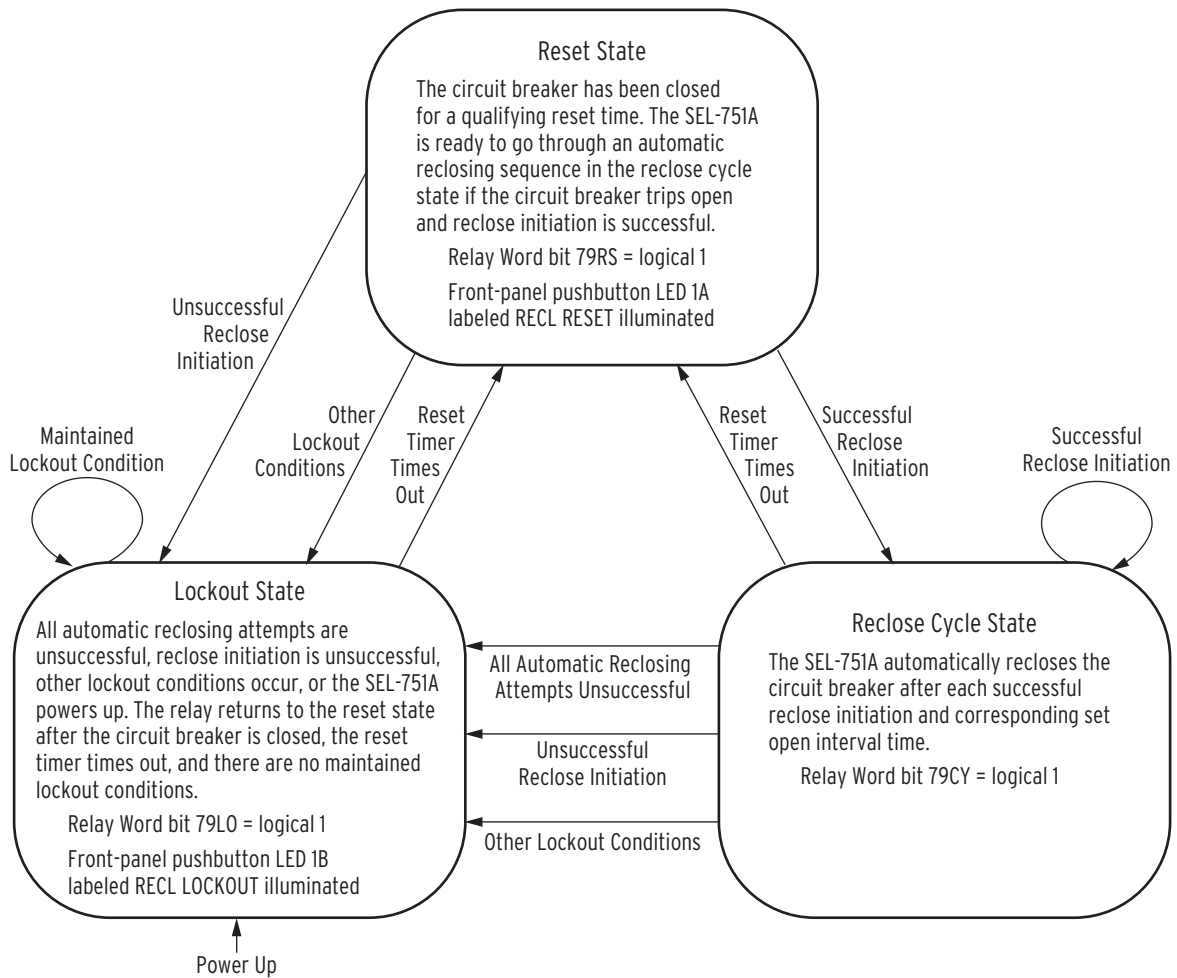 Reset State
The circuit breaker has been closed
for a qualifying reset time. The SEL-751A
is ready to go through an automatic
reclosing sequence in the reclose cycle
state if the circuit breaker trips open
and reclose initiation is successful.
Relay Word bit 79RS = logical 1
Front-panel pushbutton LED 1A
labeled RECL RESET illuminated
Unsuccessful
Reclose
Initiation
Other
Lockout
Conditions
Reset
Timer
Times
Out
Reset
Timer
Times
Out
Successful
Reclose
Initiation
Maintained
Lockout Condition
Successful
Reclose Initiation
Lockout State
All automatic reclosing attempts are
unsuccessful, reclose initiation is unsuccessful,
other lockout conditions occur, or the SEL-751A
powers up. The relay returns to the reset state
after the circuit breaker is closed, the reset
timer times out, and there are no maintained
lockout conditions.
Relay Word bit 79LO = logical 1
Front-panel pushbutton LED 1B
labeled RECL LOCKOUT illuminated
All Automatic Reclosing
Attempts Unsuccessful
Unsuccessful
Reclose Initiation
Other Lockout Conditions
Reclose Cycle State
The SEL-751A automatically recloses the
circuit breaker after each successful
reclose initiation and corresponding set
open interval time.
Relay Word bit 79CY = logical 1
Power Up